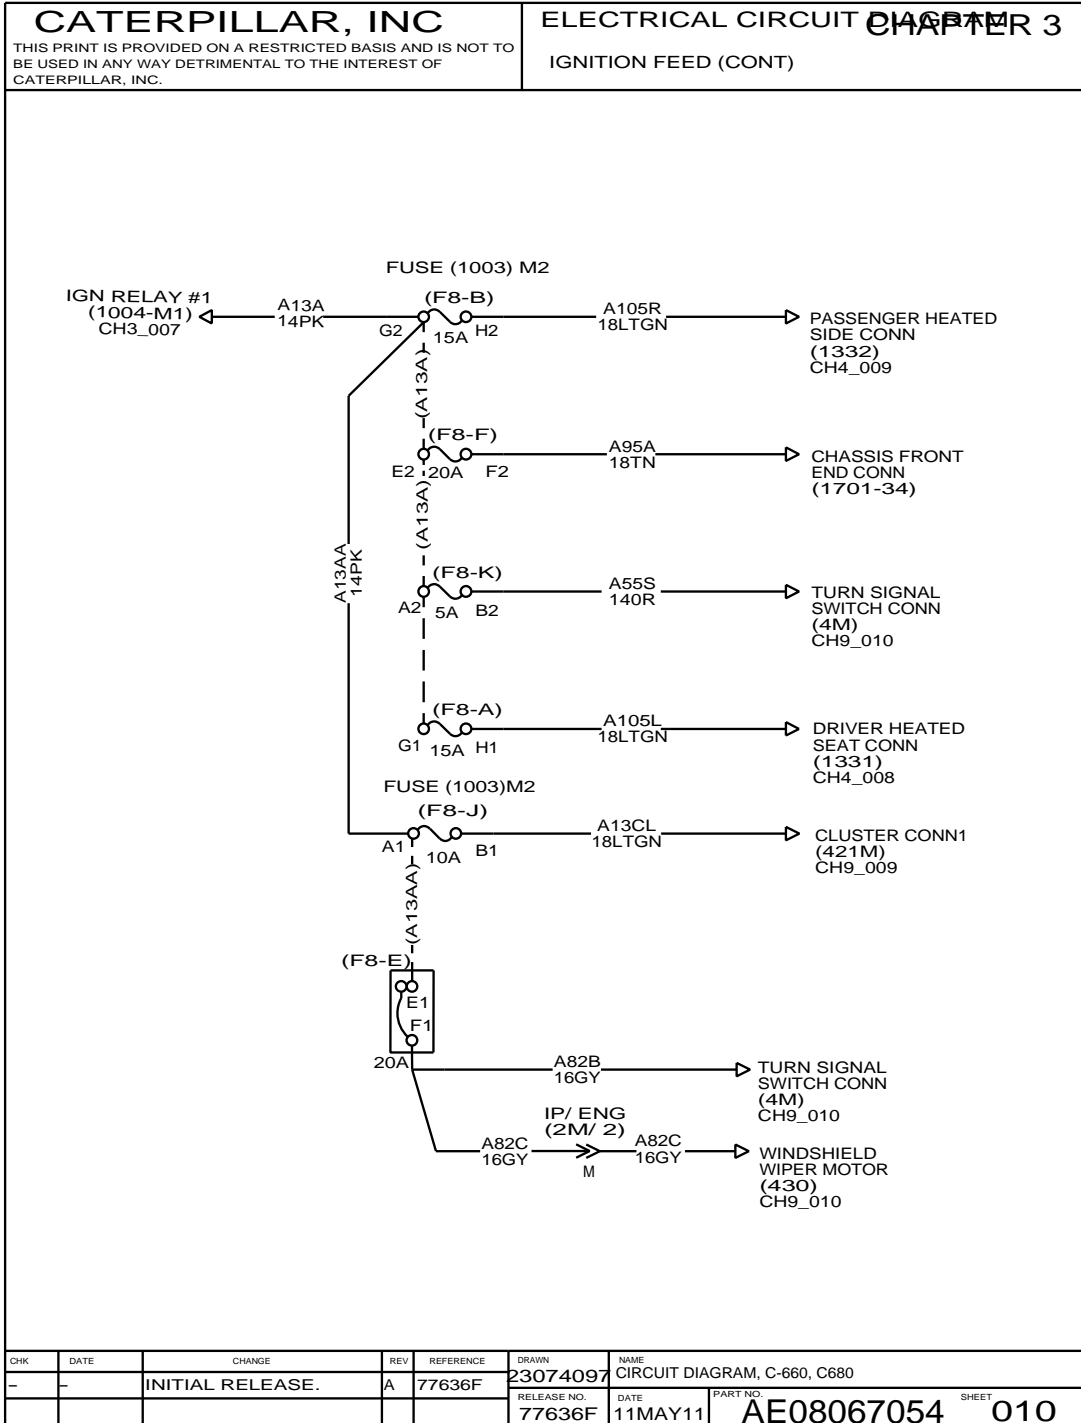 CATERPILLAR, INC
THIS PRINT IS PROVIDED ON A RESTRICTED BASIS AND IS NOT TO
BE USED IN ANY WAY DETRIMENTAL TO THE INTEREST OF
CATERPILLAR, INC.
ELECTRICAL CIRCUIT DIAGRAM
CHAPTER 3
IGNITION FEED (CONT)
FUSE (1003) M2
IGN RELAY #1
(1004-M1)
CH3_007
A13A
14PK
(F8-B)
G2
15A
H2
A105R
18LTGN
PASSENGER HEATED
SIDE CONN
(1332)
CH4_009
(A13A)
(F8-F)
E2
20A
F2
A95A
18TN
CHASSIS FRONT
END CONN
(1701-34)
(A13A)
A13AA
14PK
(F8-K)
A2
5A
B2
A55S
140R
TURN SIGNAL
SWITCH CONN
(4M)
CH9_010
(F8-A)
G1
15A
H1
A105L
18LTGN
DRIVER HEATED
SEAT CONN
(1331)
CH4_008
FUSE (1003)M2
(F8-J)
A1
10A
B1
A13CL
18LTGN
CLUSTER CONN1
(421M)
CH9_009
(A13AA)
(F8-E)
E1
F1
20A
A82B
16GY
TURN SIGNAL
SWITCH CONN
(4M)
CH9_010
IP/ ENG
(2M/ 2)
A82C
16GY
M
A82C
16GY
WINDSHIELD
WIPER MOTOR
(430)
CH9_010
CHK DATE CHANGE REV REFERENCE
– – INITIAL RELEASE. A 77636F
DRAWN
23074097
NAME
CIRCUIT DIAGRAM, C-660, C680
RELEASE NO.
77636F
DATE
11MAY11
PART NO.
AE08067054
SHEET
010